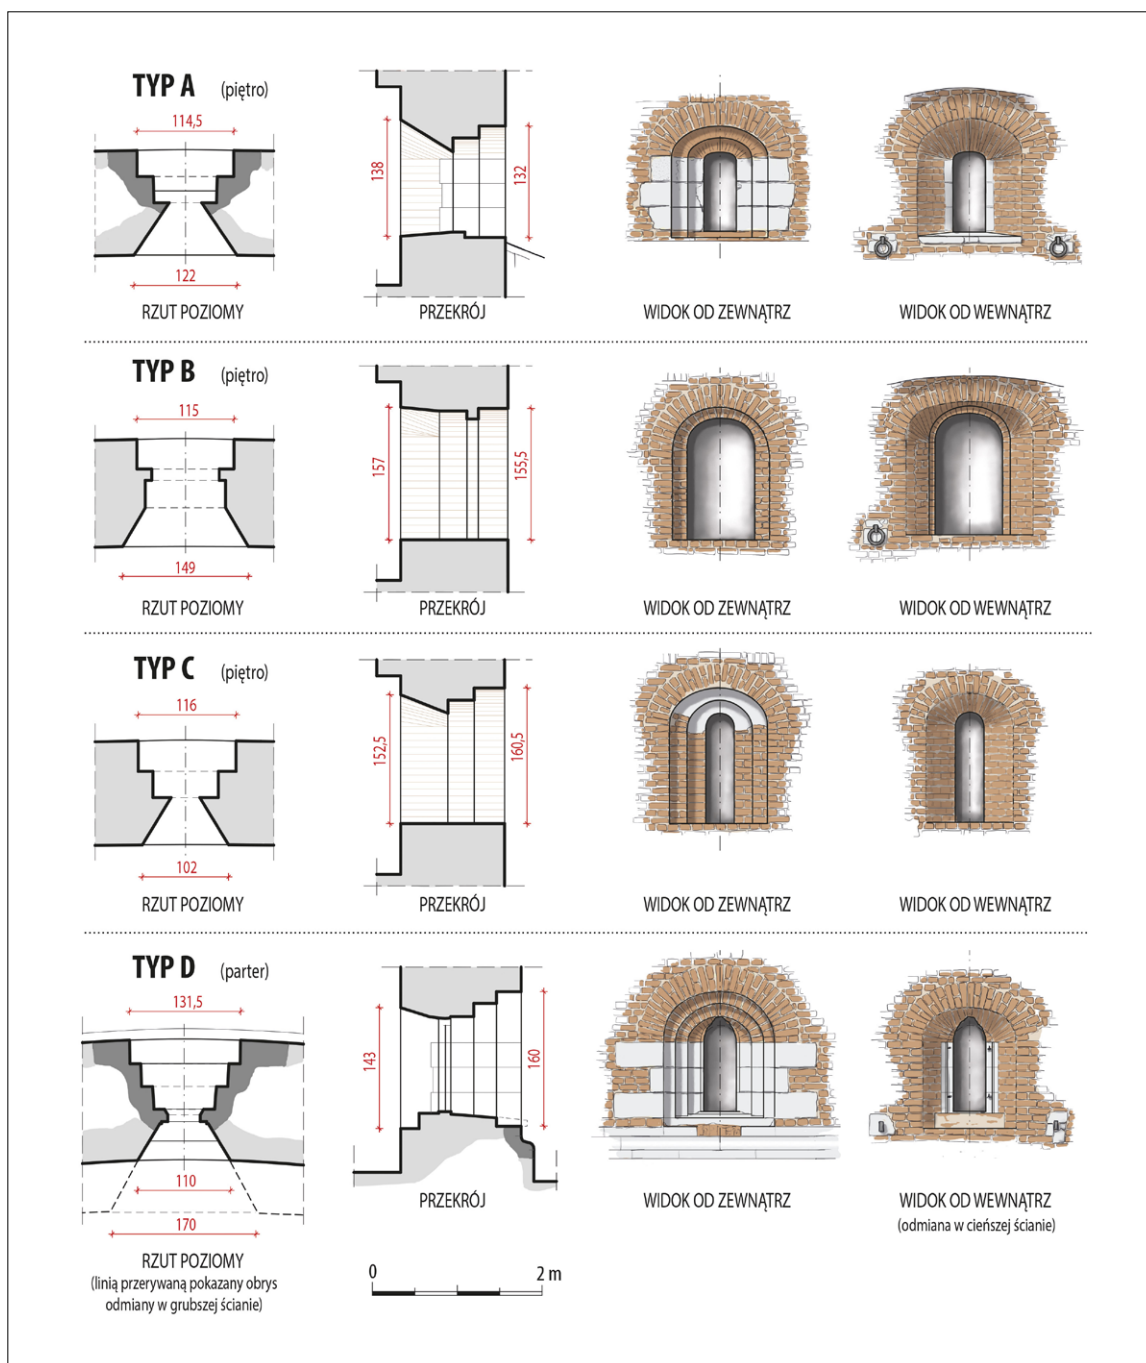 TYP A (piętro)
114,5
122
138
132
RZUT POZIOMY
PRZEKRÓJ
WIDOK OD ZEWNĄTRZ
WIDOK OD WEWNĄTRZ
TYP B (piętro)
115
149
157
155,5
RZUT POZIOMY
PRZEKRÓJ
WIDOK OD ZEWNĄTRZ
WIDOK OD WEWNĄTRZ
TYP C (piętro)
116
102
152,5
160,5
RZUT POZIOMY
PRZEKRÓJ
WIDOK OD ZEWNĄTRZ
WIDOK OD WEWNĄTRZ
TYP D (parter)
131,5
110
170
143
160
RZUT POZIOMY
(linią przerywaną pokazany obrys
odmiany w grubszej ścianie)
PRZEKRÓJ
0 2 m
WIDOK OD ZEWNĄTRZ
WIDOK OD WEWNĄTRZ
(odmiana w cieńszej ścianie)